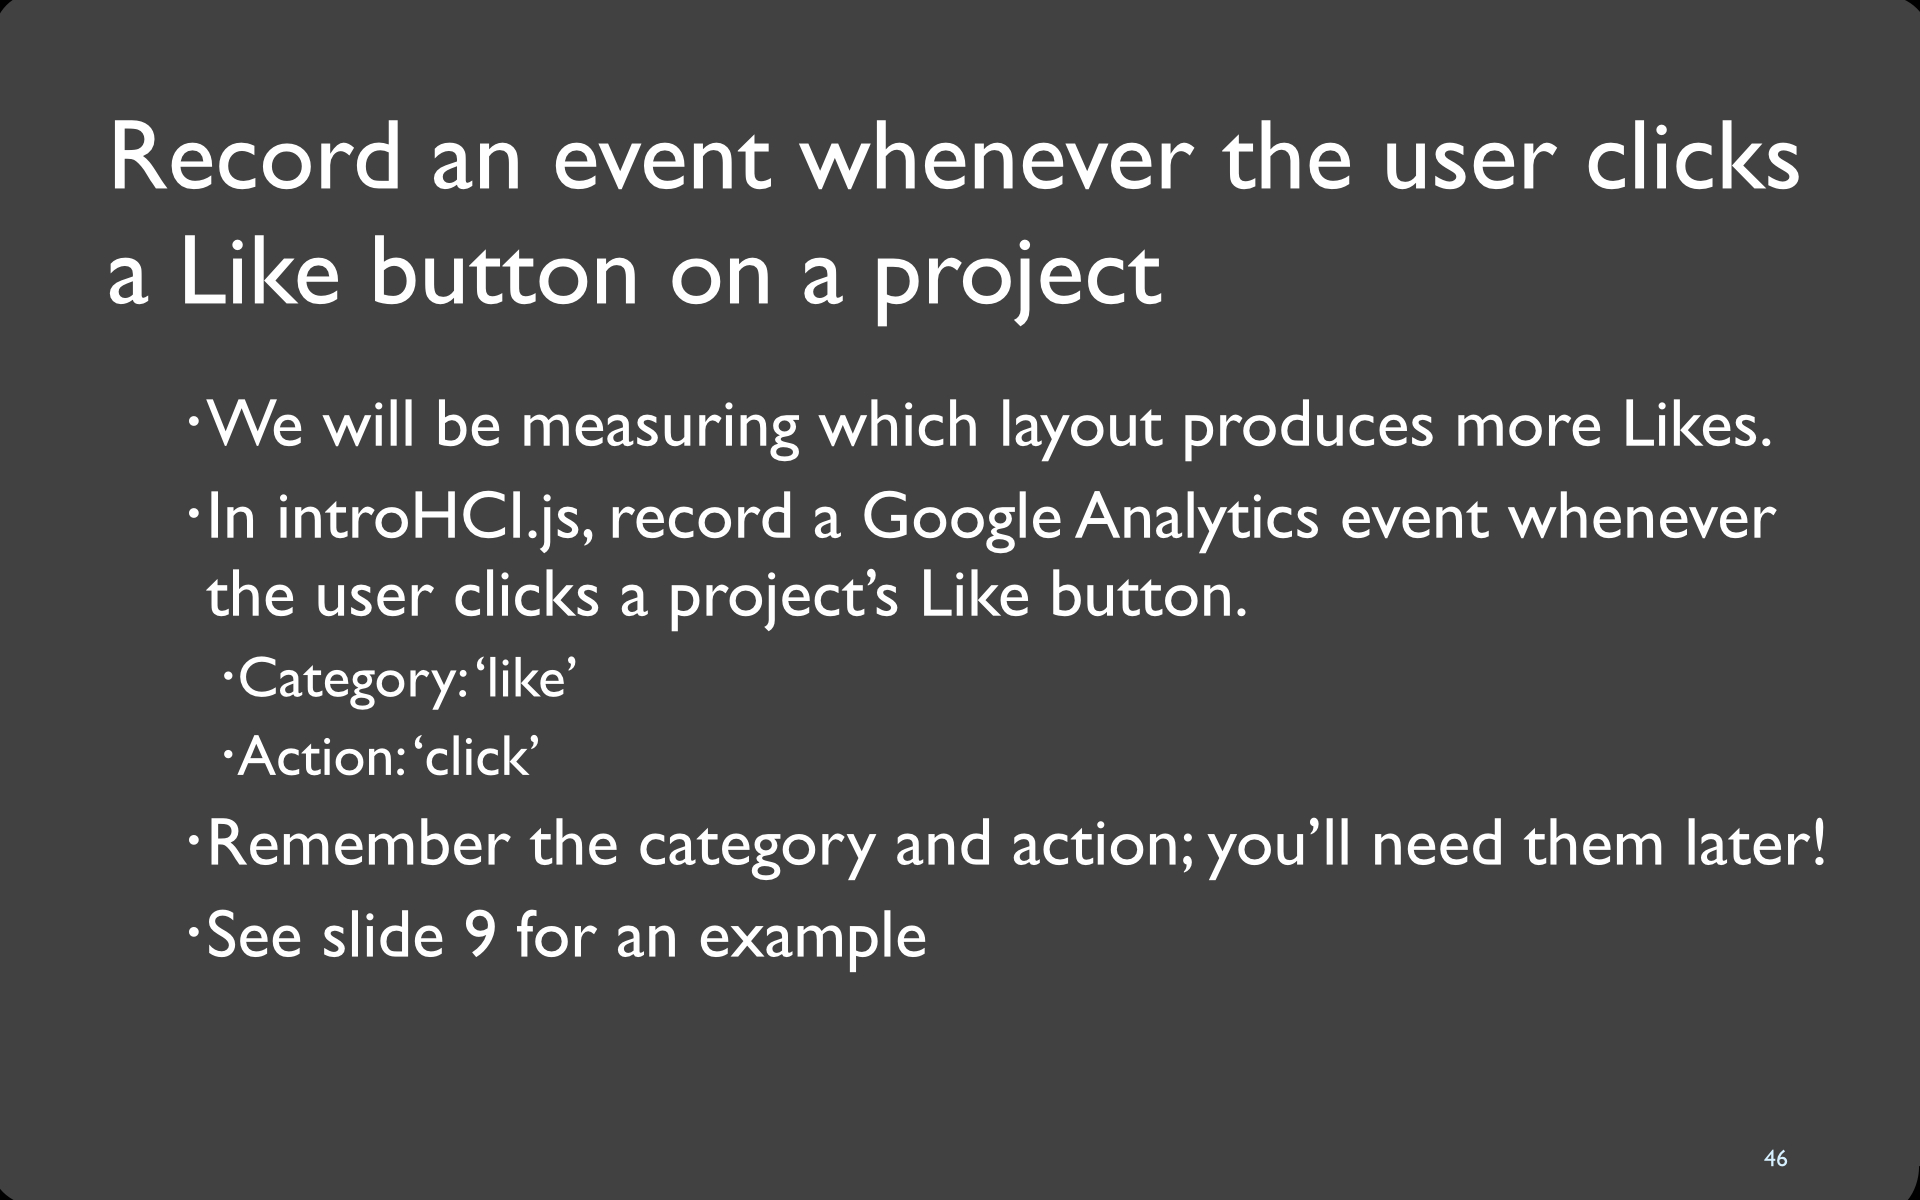 Record an event whenever the user clicks
a Like button on a project
•We will be measuring which layout produces more Likes.
•In introHCI.js, record a Google Analytics event whenever
the user clicks a project’s Like button.
•Category: ‘like’
•Action: ‘click’
•Remember the category and action; you’ll need them later!
•See slide 9 for an example
46